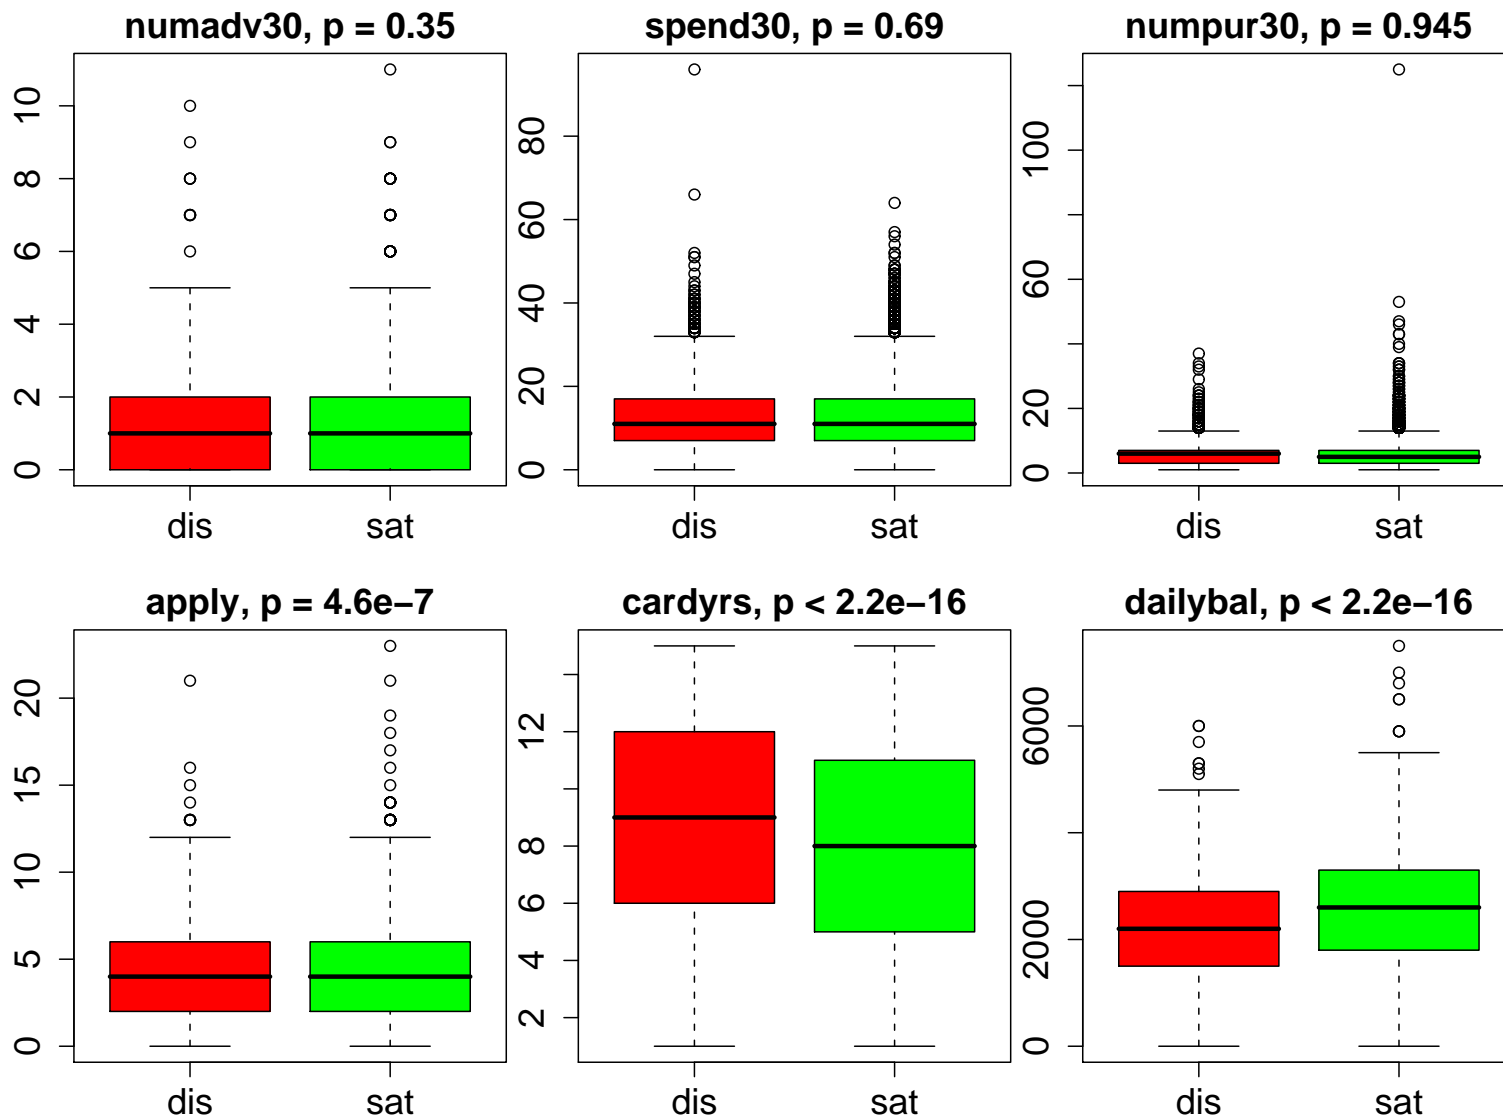 numadv30, p = 0.35
0 2 4 6 8 10
dis sat
spend30, p = 0.69
0 20 40 60 80
dis sat
numpur30, p = 0.945
0 20 60 100
dis sat
apply, p = 4.6e−7
0 5 10 15 20
dis sat
cardyrs, p < 2.2e−16
2 4 6 8 12
dis sat
dailybal, p < 2.2e−16
0 2000 6000
dis sat